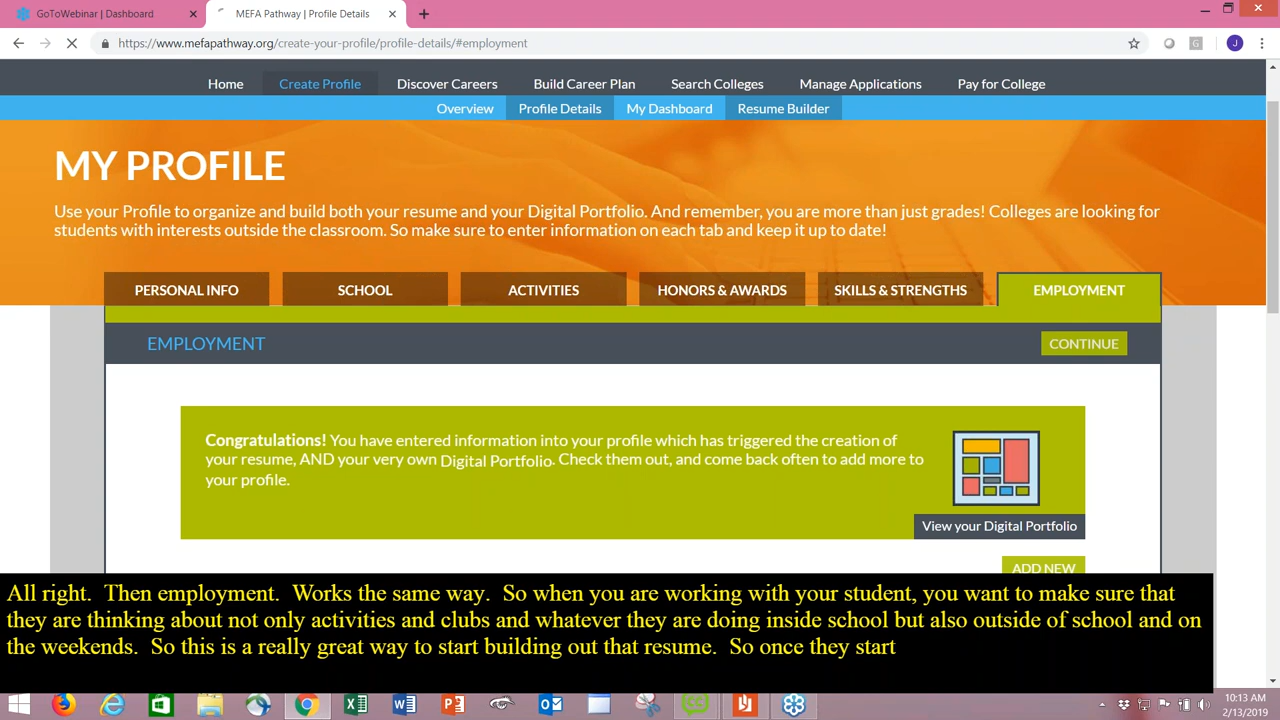 GoToWebinar | Dashboard
MEFA Pathway | Profile Details
https://www.mefapathway.org/create-your-profile/profile-details/#employment
J
Home Create Profile Discover Careers Build Career Plan Search Colleges Manage Applications Pay for College
Overview Profile Details My Dashboard Resume Builder
MY PROFILE
Use your Profile to organize and build both your resume and your Digital Portfolio. And remember, you are more than just grades! Colleges are looking for
students with interests outside the classroom. So make sure to enter information on each tab and keep it up to date!
PERSONAL INFO SCHOOL ACTIVITIES HONORS & AWARDS SKILLS & STRENGTHS EMPLOYMENT
EMPLOYMENT CONTINUE
Congratulations! You have entered information into your profile which has triggered the creation of
your resume, AND your very own Digital Portfolio. Check them out, and come back often to add more to
your profile.
View your Digital Portfolio
ADD NEW
All right. Then employment. Works the same way. So when you are working with your student, you want to make sure that
they are thinking about not only activities and clubs and whatever they are doing inside school but also outside of school and on
the weekends. So this is a really great way to start building out that resume. So once they start
10:13 AM
2/13/2019